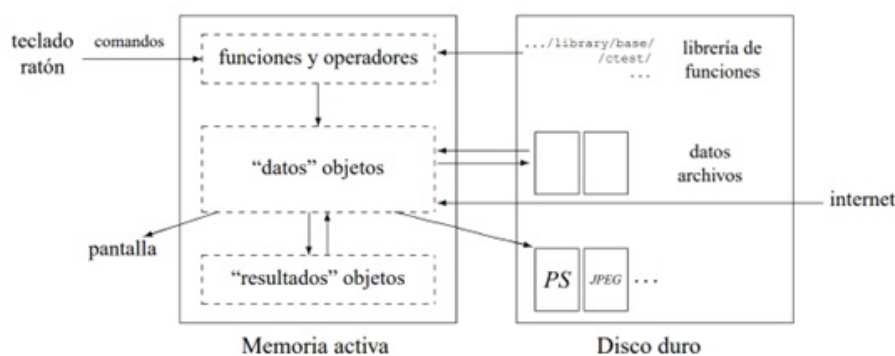 teclado
ratón
comandos
funciones y operadores
.../library/base/
/ctest/
...
librería de
funciones
"datos" objetos
datos
archivos
internet
pantalla
"resultados" objetos
PS
JPEG
...
Memoria activa
Disco duro